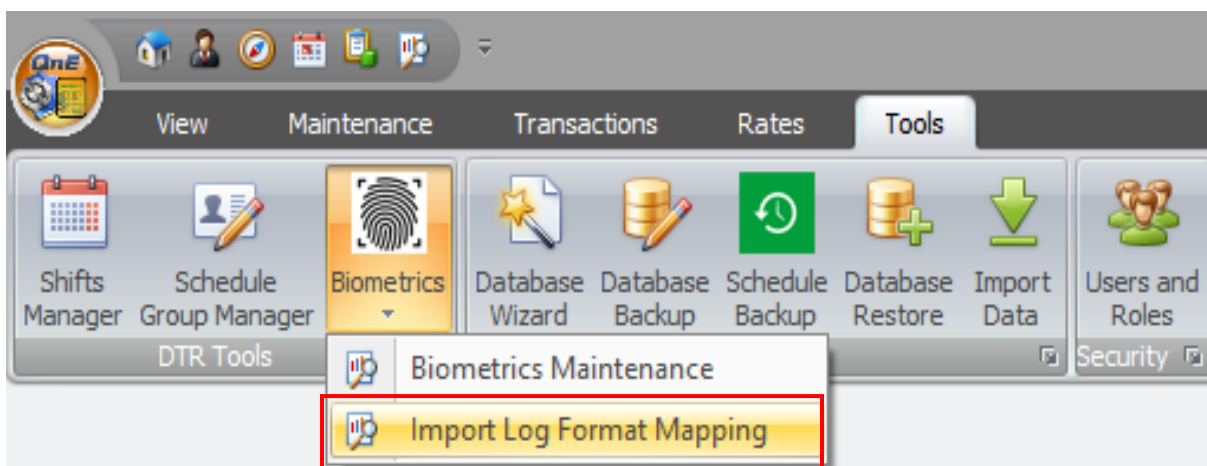 QnE
View Maintenance Transactions Rates Tools
Shifts Manager
Schedule Group Manager
Biometrics
Database Wizard
Database Backup
Schedule Backup
Database Restore
Import Data
Users and Roles
DTR Tools
Security
Biometrics Maintenance
Import Log Format Mapping